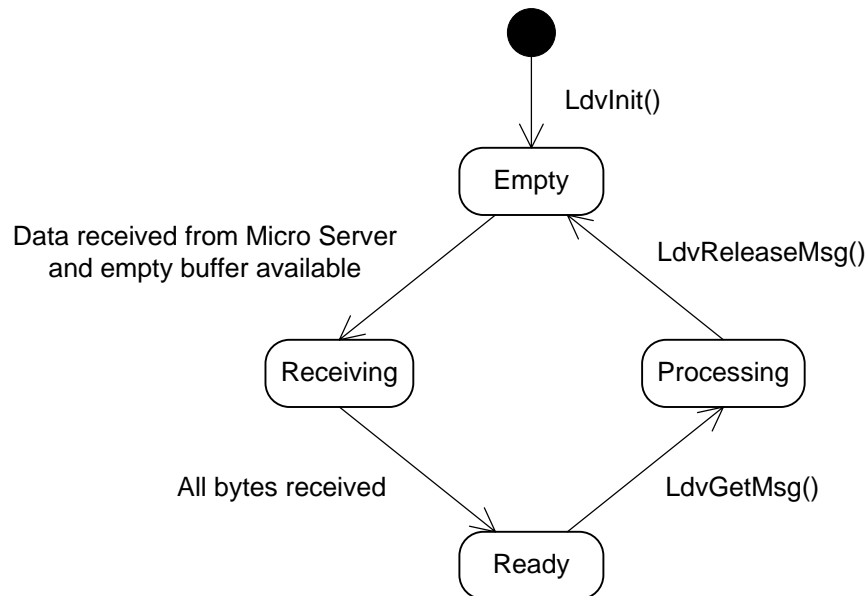 LdvInit()
Empty
Data received from Micro Server
and empty buffer available
LdvReleaseMsg()
Receiving
Processing
All bytes received
LdvGetMsg()
Ready